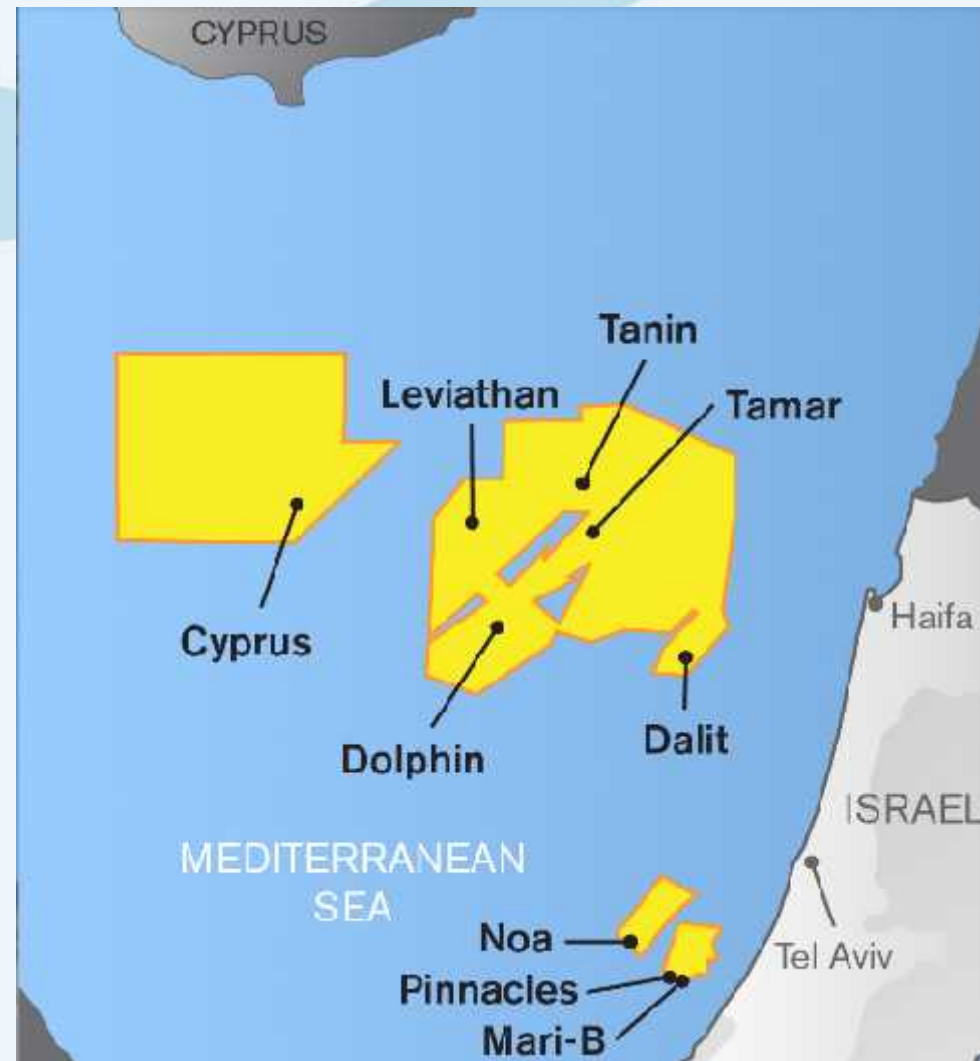 CYPRUS
Tanin
Leviathan
Tamar
Haifa
Cyprus
Dolphin
Dalit
ISRAEL
MEDITERRANEAN
SEA
Noa
Tel Aviv
Pinnacles
Mari-B